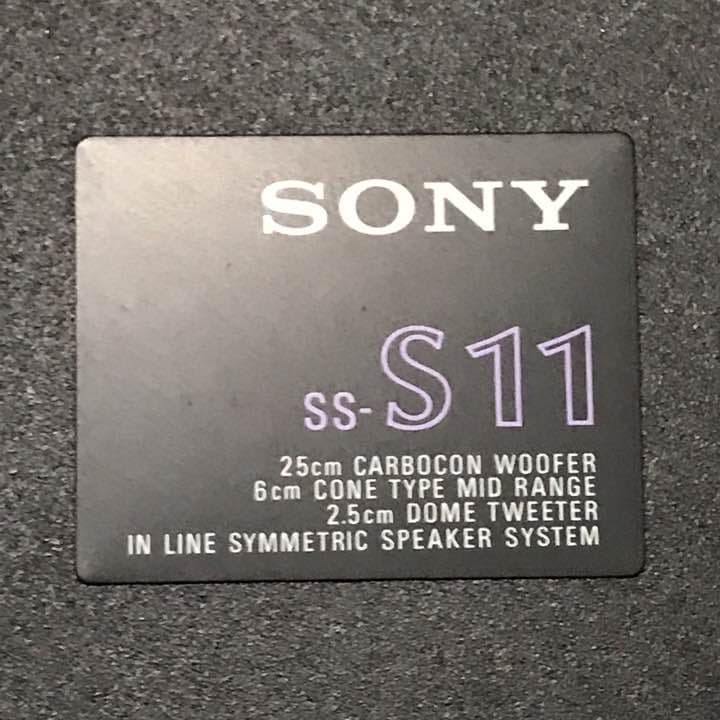 SONY
SS-S11
25cm CARBOCON WOOFER
6cm CONE TYPE MID RANGE
2.5cm DOME TWEETER
IN LINE SYMMETRIC SPEAKER SYSTEM